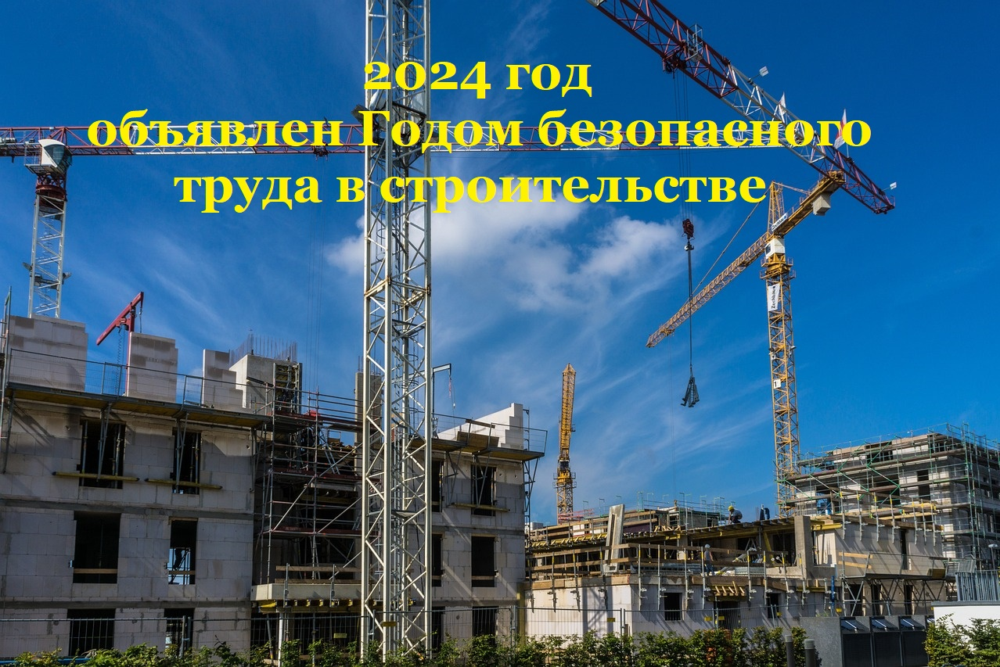 2024 год
объявлен Годом безопасного
труда в строительстве